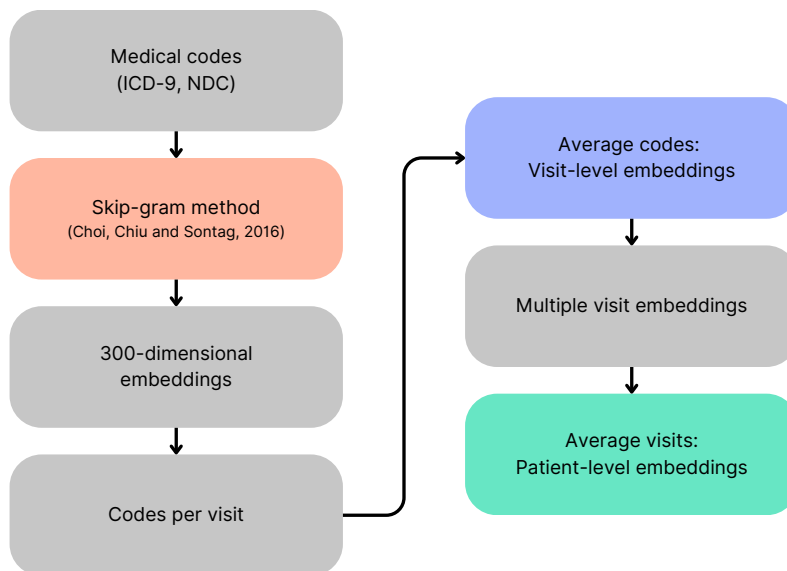 Medical codes
(ICD-9, NDC)
Skip-gram method
(Choi, Chiu and Sontag, 2016)
300-dimensional
embeddings
Codes per visit
Average codes:
Visit-level embeddings
Multiple visit embeddings
Average visits:
Patient-level embeddings